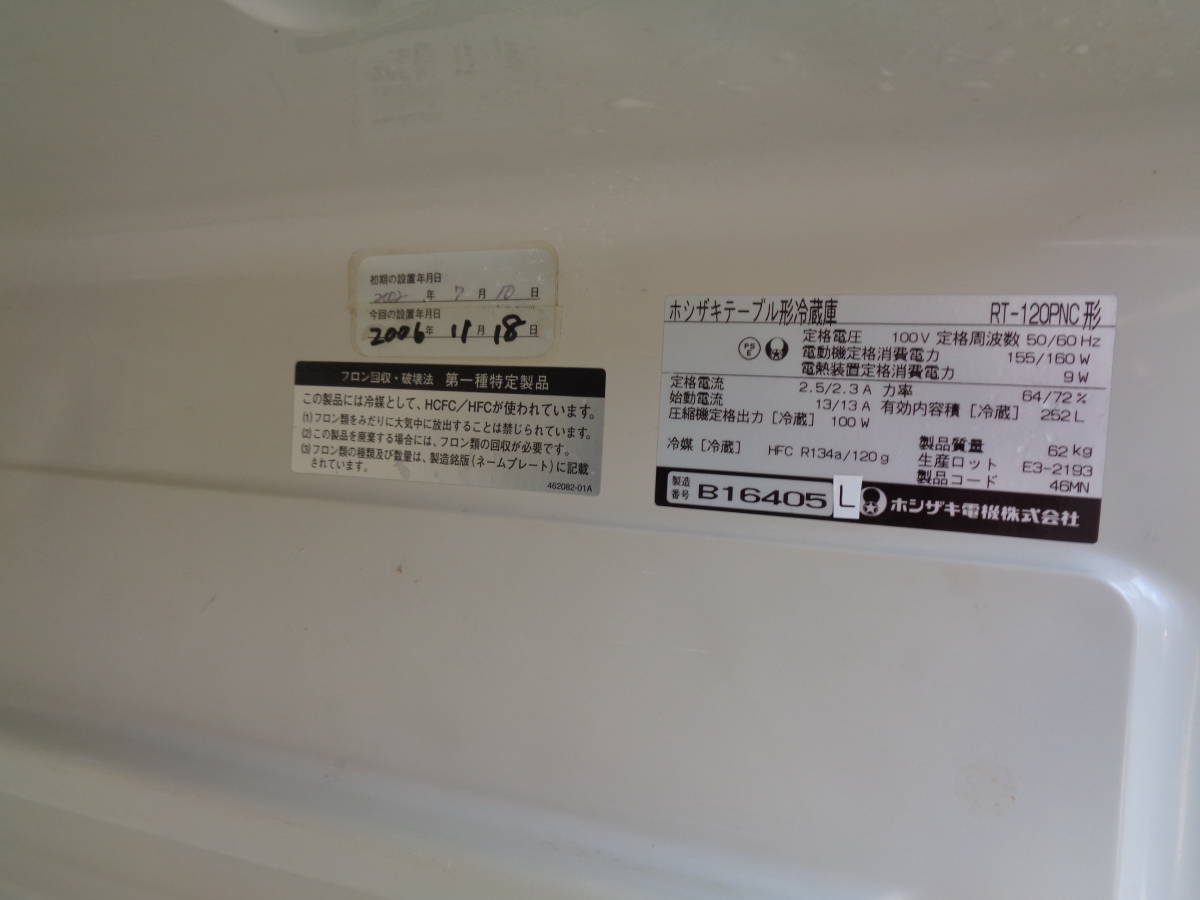 初期の設置年月日
2002 年 7 月 10 日
今回の設置年月日
2006年 11月 18日
フロン回収・破壊法 第一種特定製品
この製品には冷媒として、HCFC/HFCが使われています。
(1)フロン類をみだりに大気中に放出することは禁じられています。
(2)この製品を廃棄する場合には、フロン類の回収が必要です。
(3)フロン類の種類及び数量は、製造銘版(ネームプレート)に記載
されています。
462082-01A
ホシザキテーブル形冷蔵庫 RT-120PNC形
PS E
定格電圧 100V 定格周波数 50/60 Hz
電動機定格消費電力 155/160 W
電熱装置定格消費電力 9 W
定格電流 2.5/2.3 A 力率 64/72 %
始動電流 13/13 A 有効内容積[冷蔵] 252 L
圧縮機定格出力[冷蔵] 100 W
製品質量 62 kg
冷媒[冷蔵] HFC R134a/120 g 生産ロット E3-2193
製品コード 46MN
製造番号 B16405 L ホシザキ電機株式会社